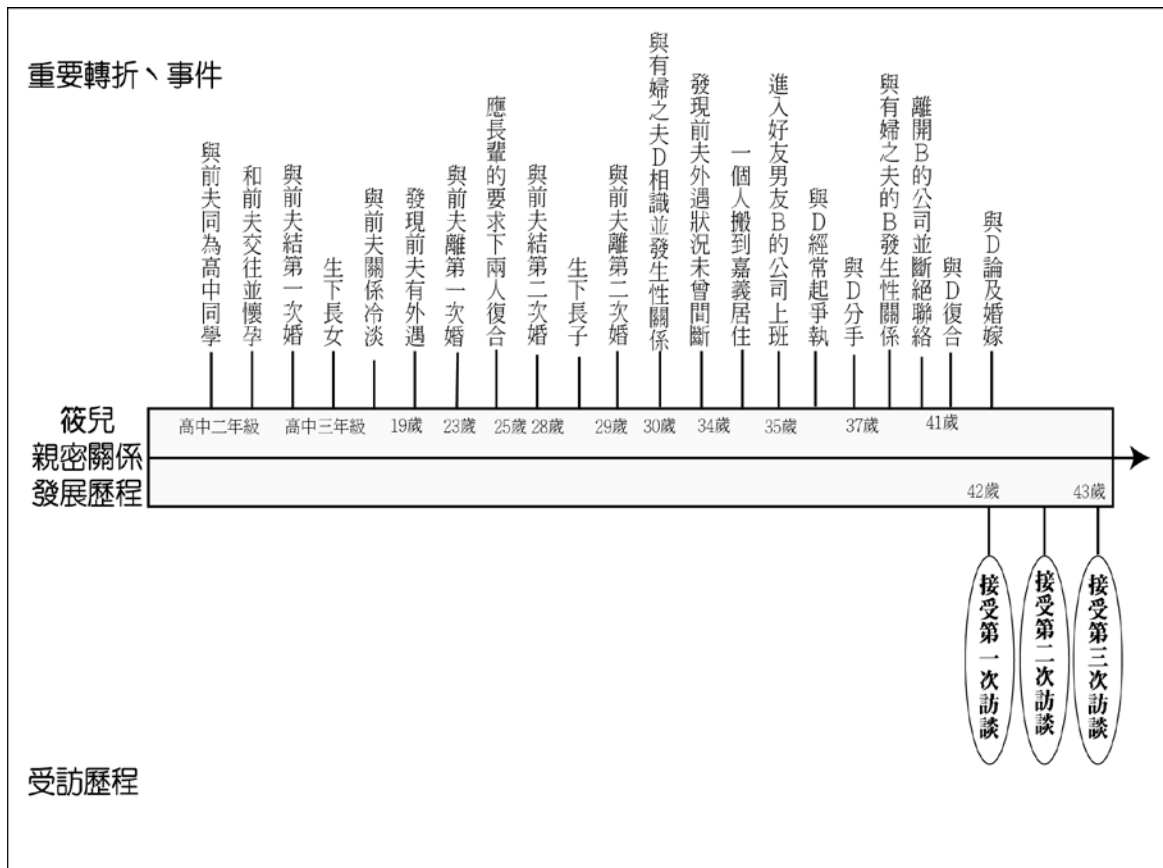 重要轉折、事件
與前夫同為高中同學
和前夫交往並懷孕
與前夫結第一次婚
生下長女
與前夫關係冷淡
發現前夫有外遇
與前夫離第一次婚
應長輩的要求下兩人復合
與前夫結第二次婚
生下長子
與前夫離第二次婚
與有婦之夫D相識並發生性關係
發現前夫外遇狀況未曾間斷
一個人搬到嘉義居住
進入好友男友B的公司上班
與D經常起爭執
與D分手
與有婦之夫的B發生性關係
離開B的公司並斷絕聯絡
與D復合
與D論及婚嫁
筱兒
親密關係
發展歷程
高中二年級
高中三年級
19歲
23歲
25歲
28歲
29歲
30歲
34歲
35歲
37歲
41歲
42歲
43歲
接受第一次訪談
接受第二次訪談
接受第三次訪談
受訪歷程